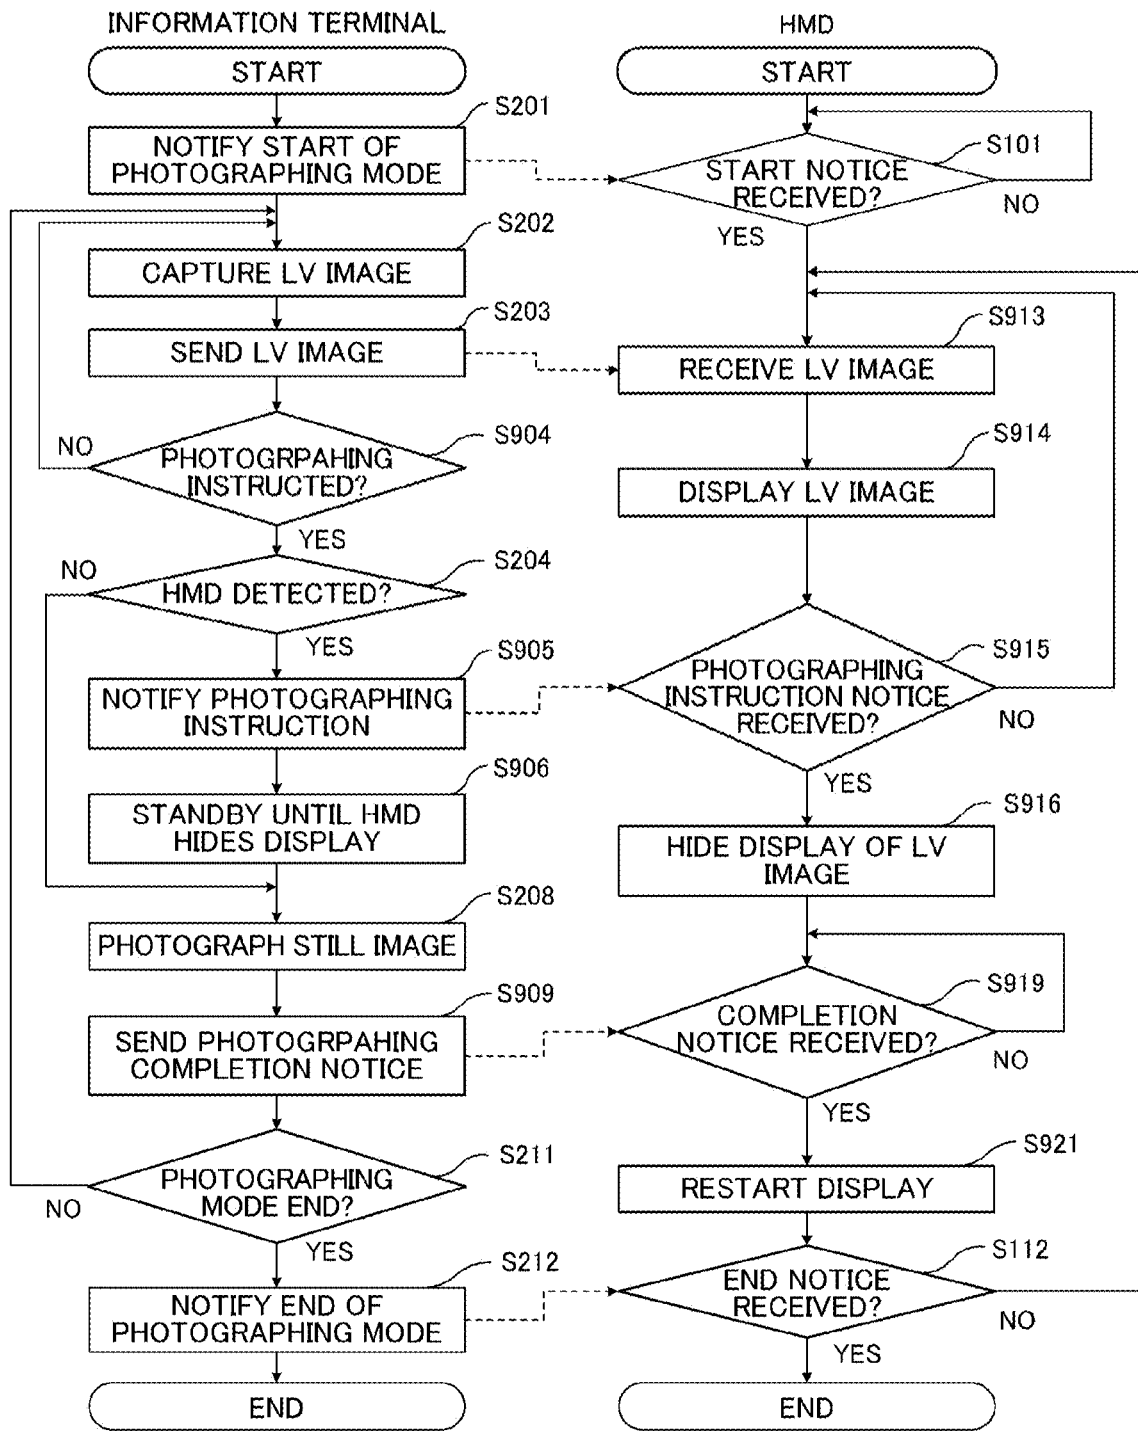 INFORMATION TERMINAL
START
S201
NOTIFY START OF
PHOTOGRAPHING MODE
S202
CAPTURE LV IMAGE
S203
SEND LV IMAGE
S904
NO
PHOTOGRPAHING
INSTRUCTED?
YES
S204
NO
HMD DETECTED?
YES
S905
NOTIFY PHOTOGRAPHING
INSTRUCTION
S906
STANDBY UNTIL HMD
HIDES DISPLAY
S208
PHOTOGRAPH STILL IMAGE
S909
SEND PHOTOGRPAHING
COMPLETION NOTICE
S211
PHOTOGRAPHING
MODE END?
NO
YES
S212
NOTIFY END OF
PHOTOGRAPHING MODE
END
HMD
START
S101
START NOTICE
RECEIVED?
NO
YES
S913
RECEIVE LV IMAGE
S914
DISPLAY LV IMAGE
S915
PHOTOGRAPHING
INSTRUCTION NOTICE
RECEIVED?
NO
YES
S916
HIDE DISPLAY OF LV
IMAGE
S919
COMPLETION
NOTICE RECEIVED?
NO
YES
S921
RESTART DISPLAY
S112
END NOTICE
RECEIVED?
NO
YES
END